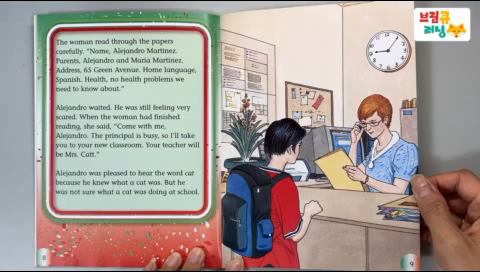 The woman read through the papers
carefully. “Name, Alejandro Martinez.
Parents, Alejandro and Maria Martinez.
Address, 65 Green Avenue. Home language,
Spanish. Health, no health problems we
need to know about.”
Alejandro waited. He was still feeling very
scared. When the woman had finished
reading, she said, “Come with me,
Alejandro. The principal is busy, so I’ll take
you to your new classroom. Your teacher will
be Mrs. Catt.”
Alejandro was pleased to hear the word cat
because he knew what a cat was. But he
was not sure what a cat was doing at school.
8
9
브림큐
러닝